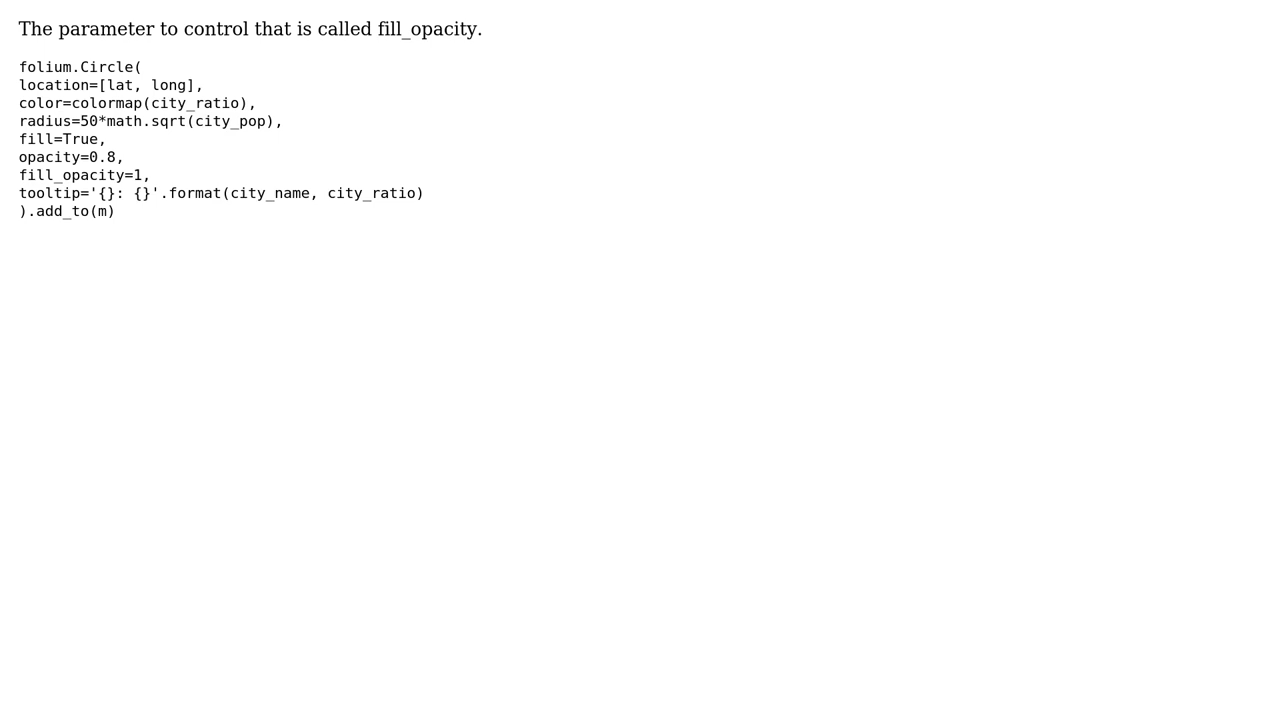 The parameter to control that is called fill_opacity.
folium.Circle(
location=[lat, long],
color=colormap(city_ratio),
radius=50*math.sqrt(city_pop),
fill=True,
opacity=0.8,
fill_opacity=1,
tooltip='{}: {}'.format(city_name, city_ratio)
).add_to(m)